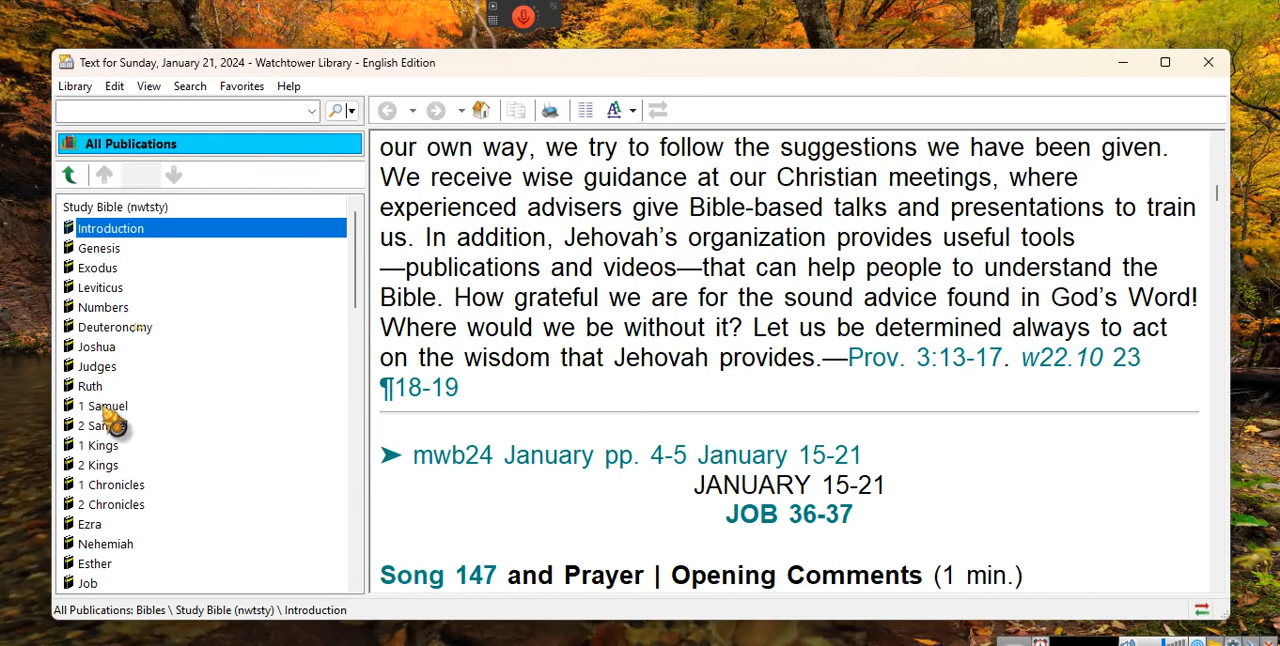 Text for Sunday, January 21, 2024 - Watchtower Library - English Edition
Library Edit View Search Favorites Help
All Publications
Study Bible (nwtsty)
Introduction
Genesis
Exodus
Leviticus
Numbers
Deuteronomy
Joshua
Judges
Ruth
1 Samuel
2
1 Kings
2 Kings
1 Chronicles
2 Chronicles
Ezra
Nehemiah
Esther
Job
our own way, we try to follow the suggestions we have been given.
We receive wise guidance at our Christian meetings, where
experienced advisers give Bible-based talks and presentations to train
us. In addition, Jehovah’s organization provides useful tools
—publications and videos—that can help people to understand the
Bible. How grateful we are for the sound advice found in God’s Word!
Where would we be without it? Let us be determined always to act
on the wisdom that Jehovah provides.—Prov. 3:13-17. w22.10 23
¶18-19
➤ mwb24 January pp. 4-5 January 15-21
JANUARY 15-21
JOB 36-37
Song 147 and Prayer | Opening Comments (1 min.)
All Publications: Bibles \ Study Bible (nwtsty) \ Introduction